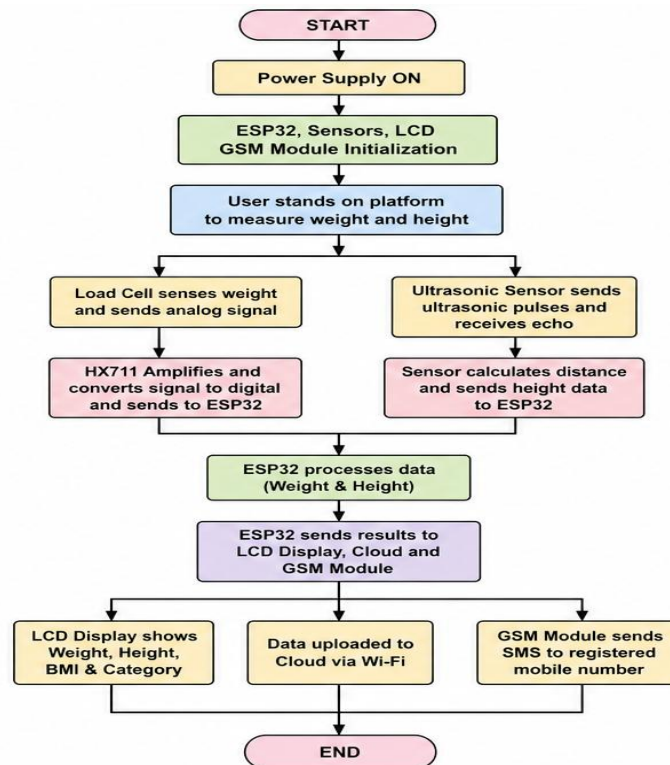 START
Power Supply ON
ESP32, Sensors, LCD
GSM Module Initialization
User stands on platform
to measure weight and height
Load Cell senses weight
and sends analog signal
Ultrasonic Sensor sends
ultrasonic pulses and
receives echo
HX711 Amplifies and
converts signal to digital
and sends to ESP32
Sensor calculates distance
and sends height data
to ESP32
ESP32 processes data
(Weight & Height)
ESP32 sends results to
LCD Display, Cloud and
GSM Module
LCD Display shows
Weight, Height,
BMI & Category
Data uploaded to
Cloud via Wi-Fi
GSM Module sends
SMS to registered
mobile number
END